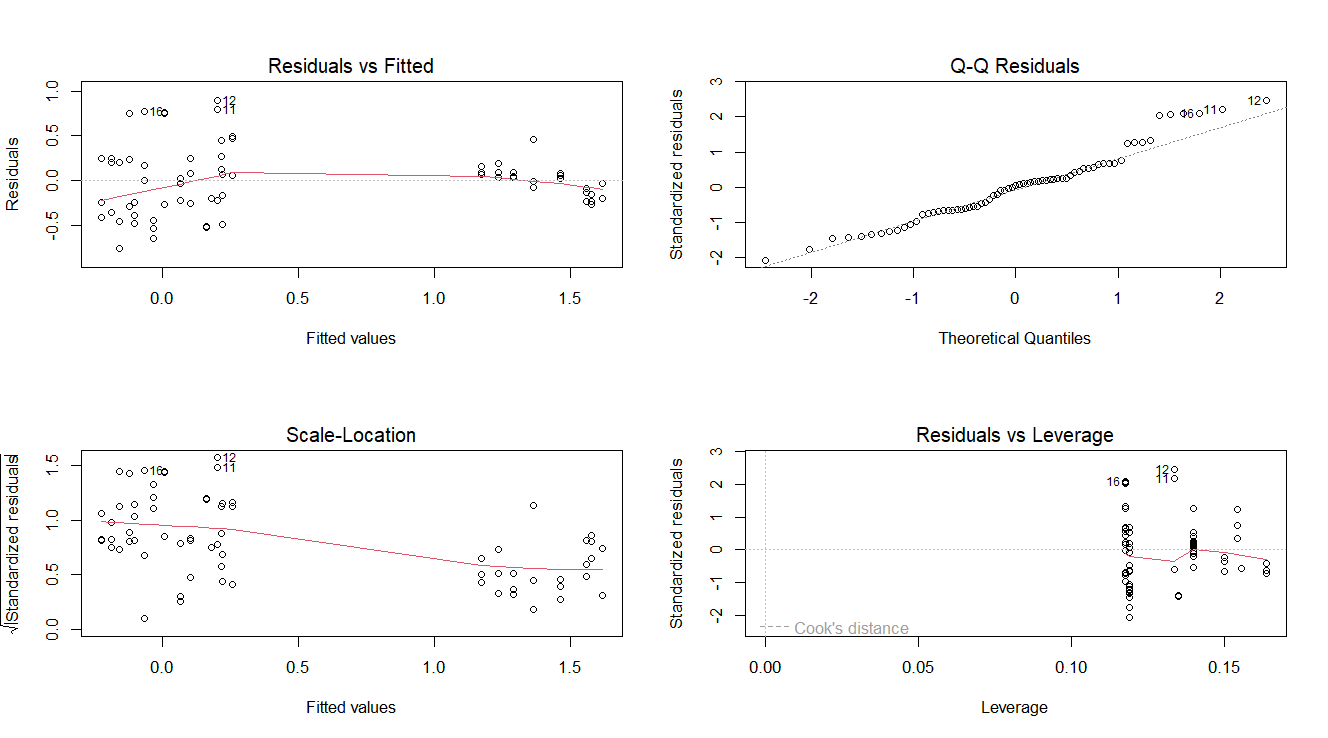 Residuals vs Fitted
Residuals
-0.5 0.0 0.5 1.0
16
12
11
0.0 0.5 1.0 1.5
Fitted values
Q-Q Residuals
Standardized residuals
-2 -1 0 1 2 3
16
11
12
-2 -1 0 1 2
Theoretical Quantiles
Scale-Location
√|Standardized residuals|
0.0 0.5 1.0 1.5
16
12
11
0.0 0.5 1.0 1.5
Fitted values
Residuals vs Leverage
Standardized residuals
-2 -1 0 1 2 3
16
12
11
Cook's distance
0.00 0.05 0.10 0.15
Leverage